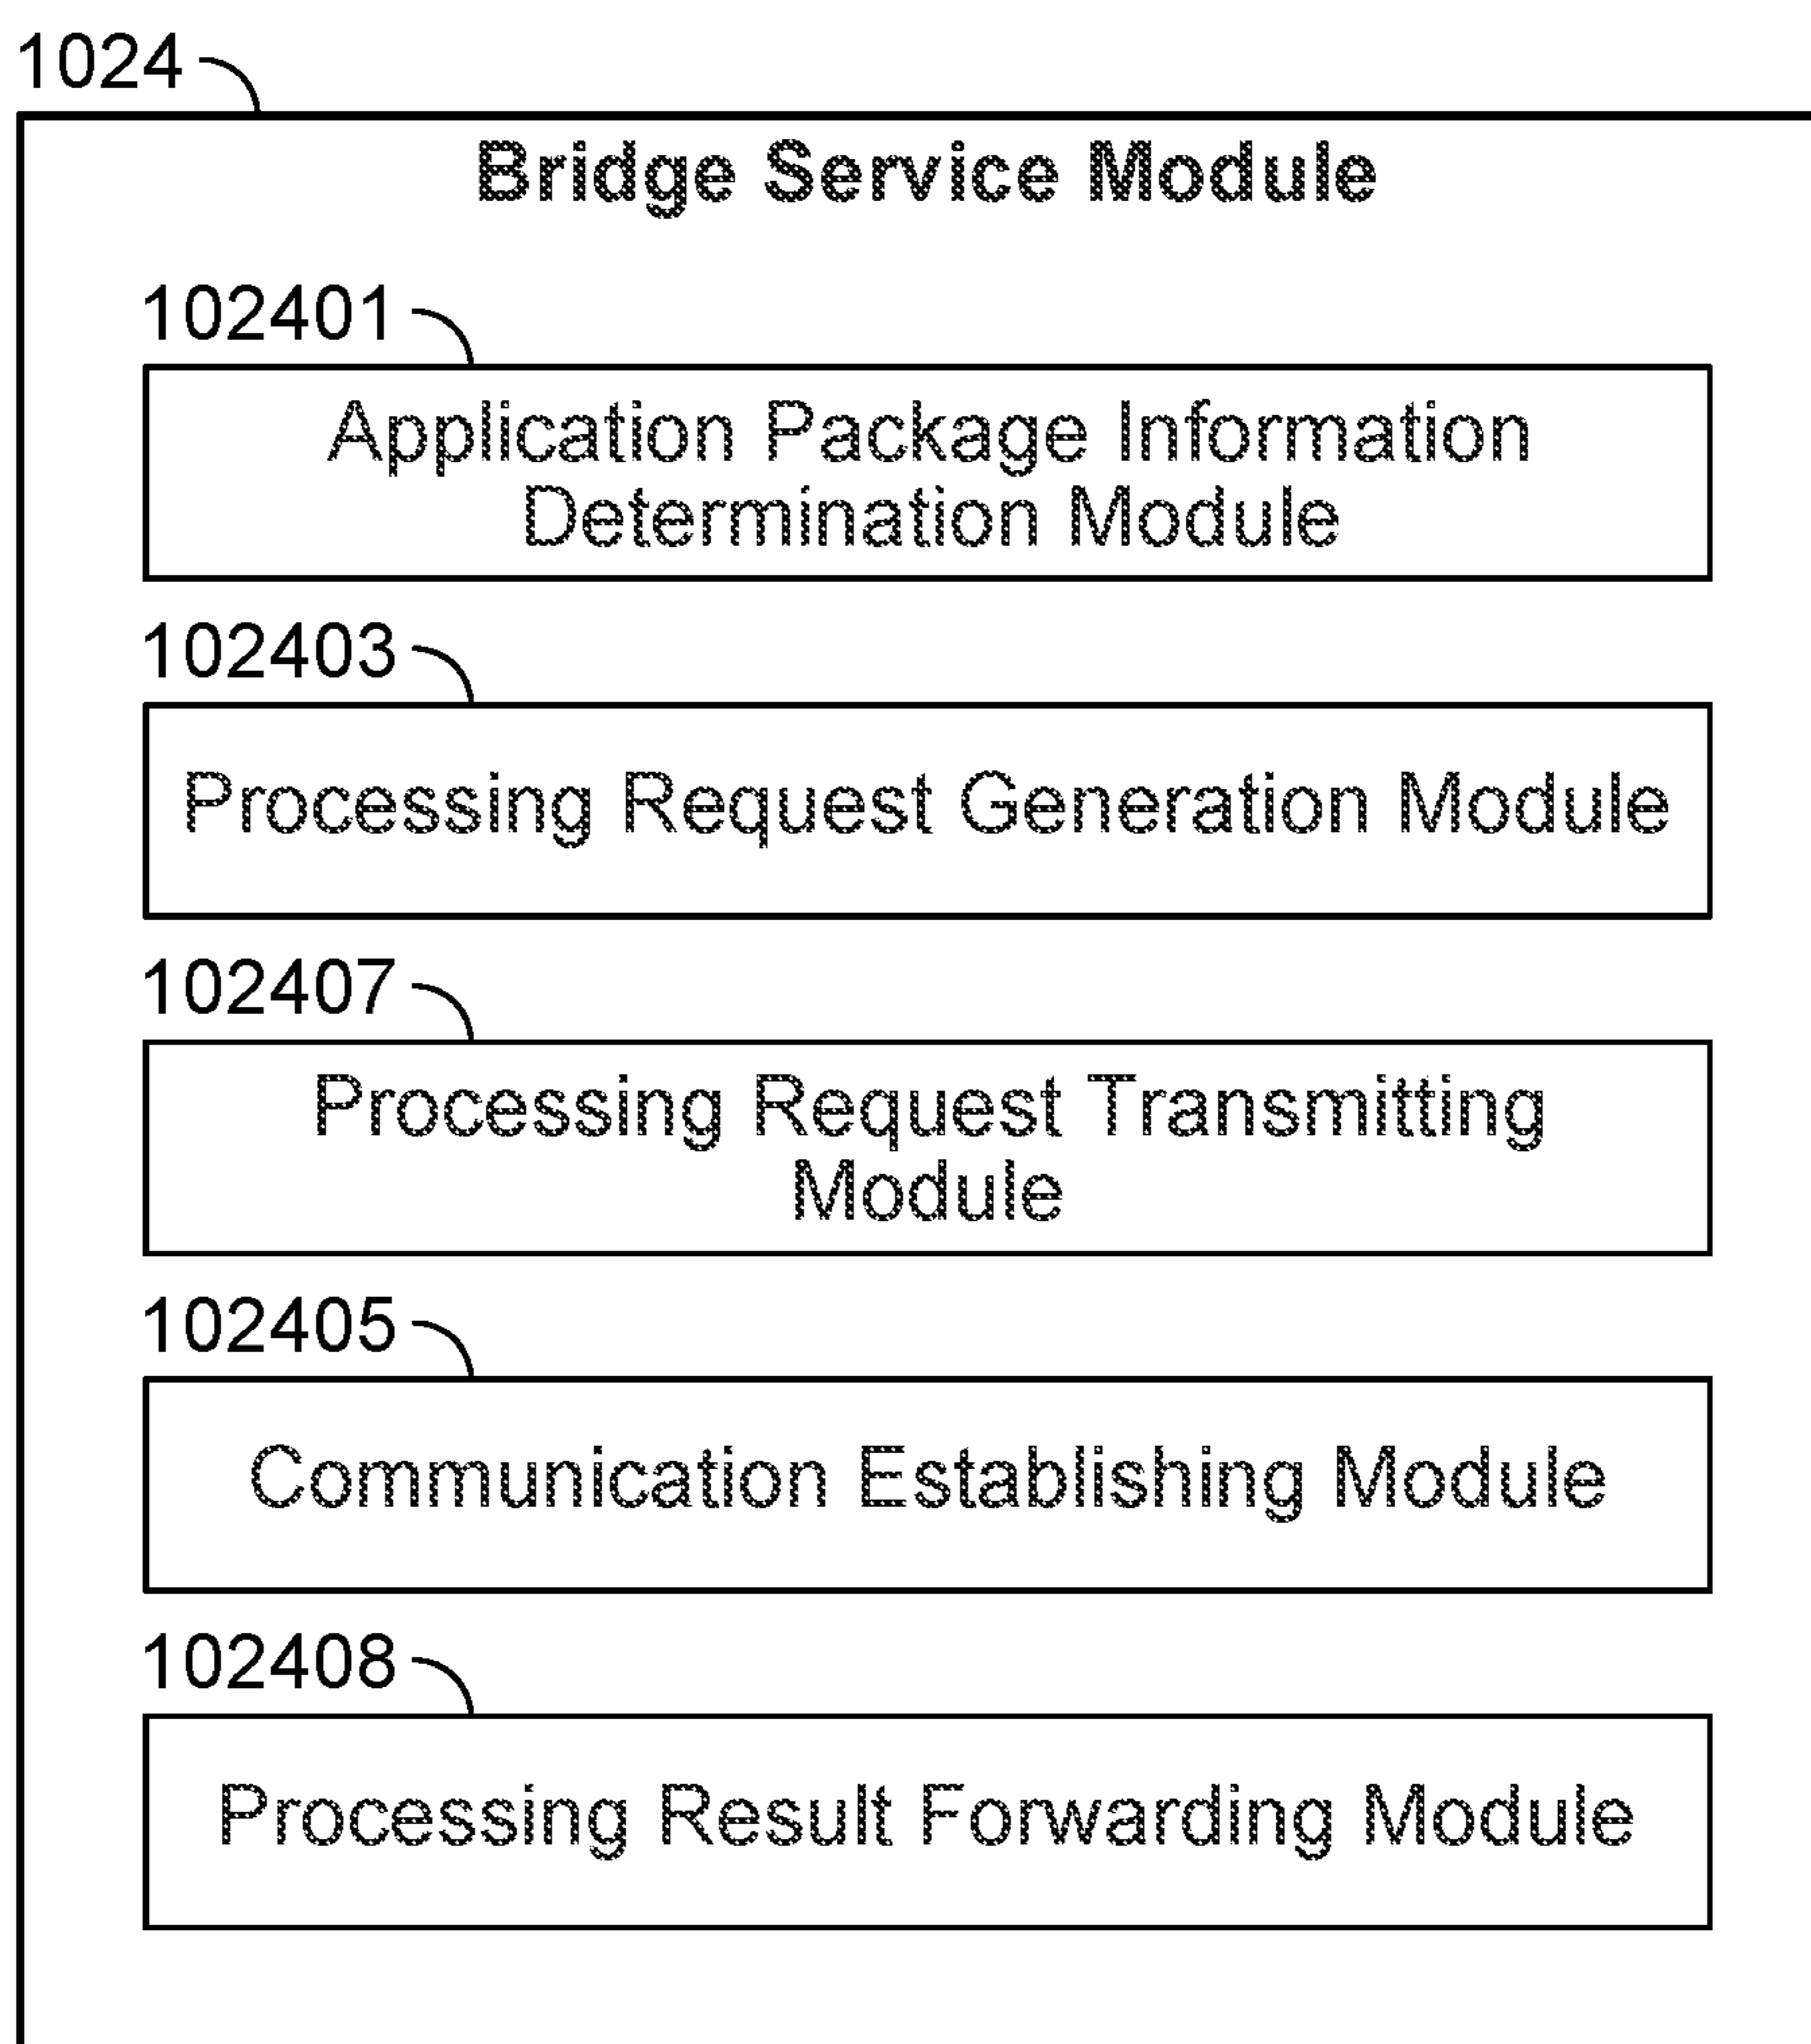 1024
Bridge Service Module
102401
Application Package Information
Determination Module
102403
Processing Request Generation Module
102407
Processing Request Transmitting
Module
102405
Communication Establishing Module
102408
Processing Result Forwarding Module